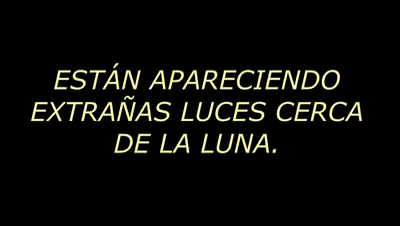 ESTÁN APARECIENDO
EXTRAÑAS LUCES CERCA
DE LA LUNA.